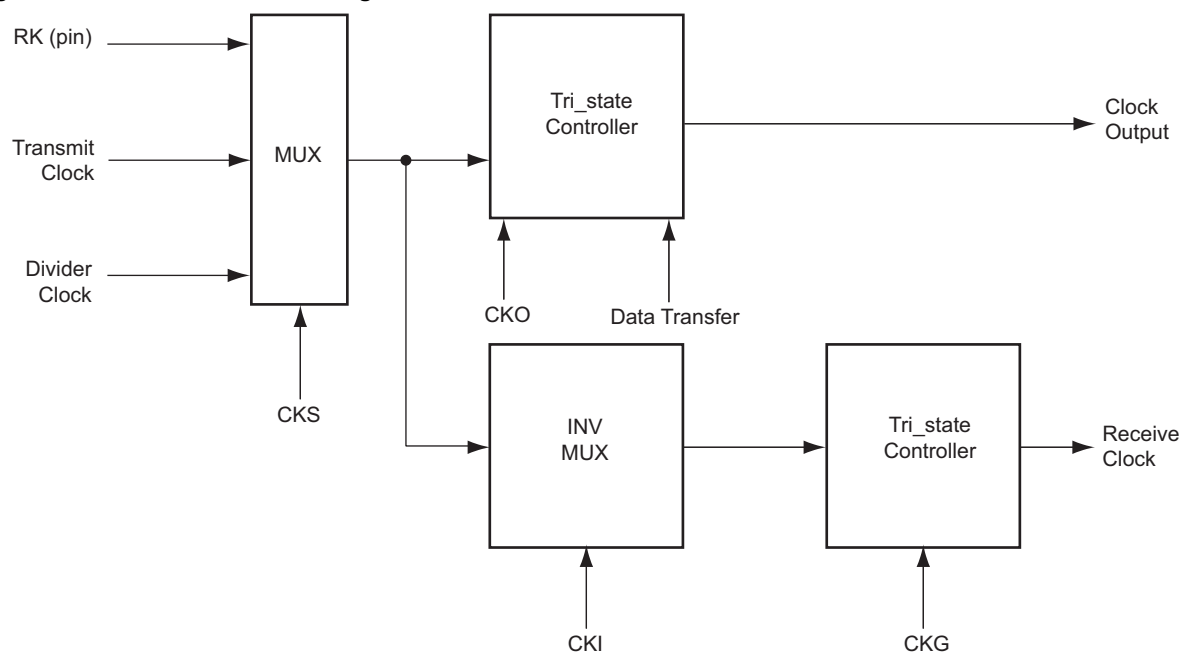 RK (pin)
Transmit
Clock
Divider
Clock
MUX
CKS
Tri_state
Controller
CKO
Data Transfer
Clock
Output
INV
MUX
CKI
Tri_state
Controller
CKG
Receive
Clock